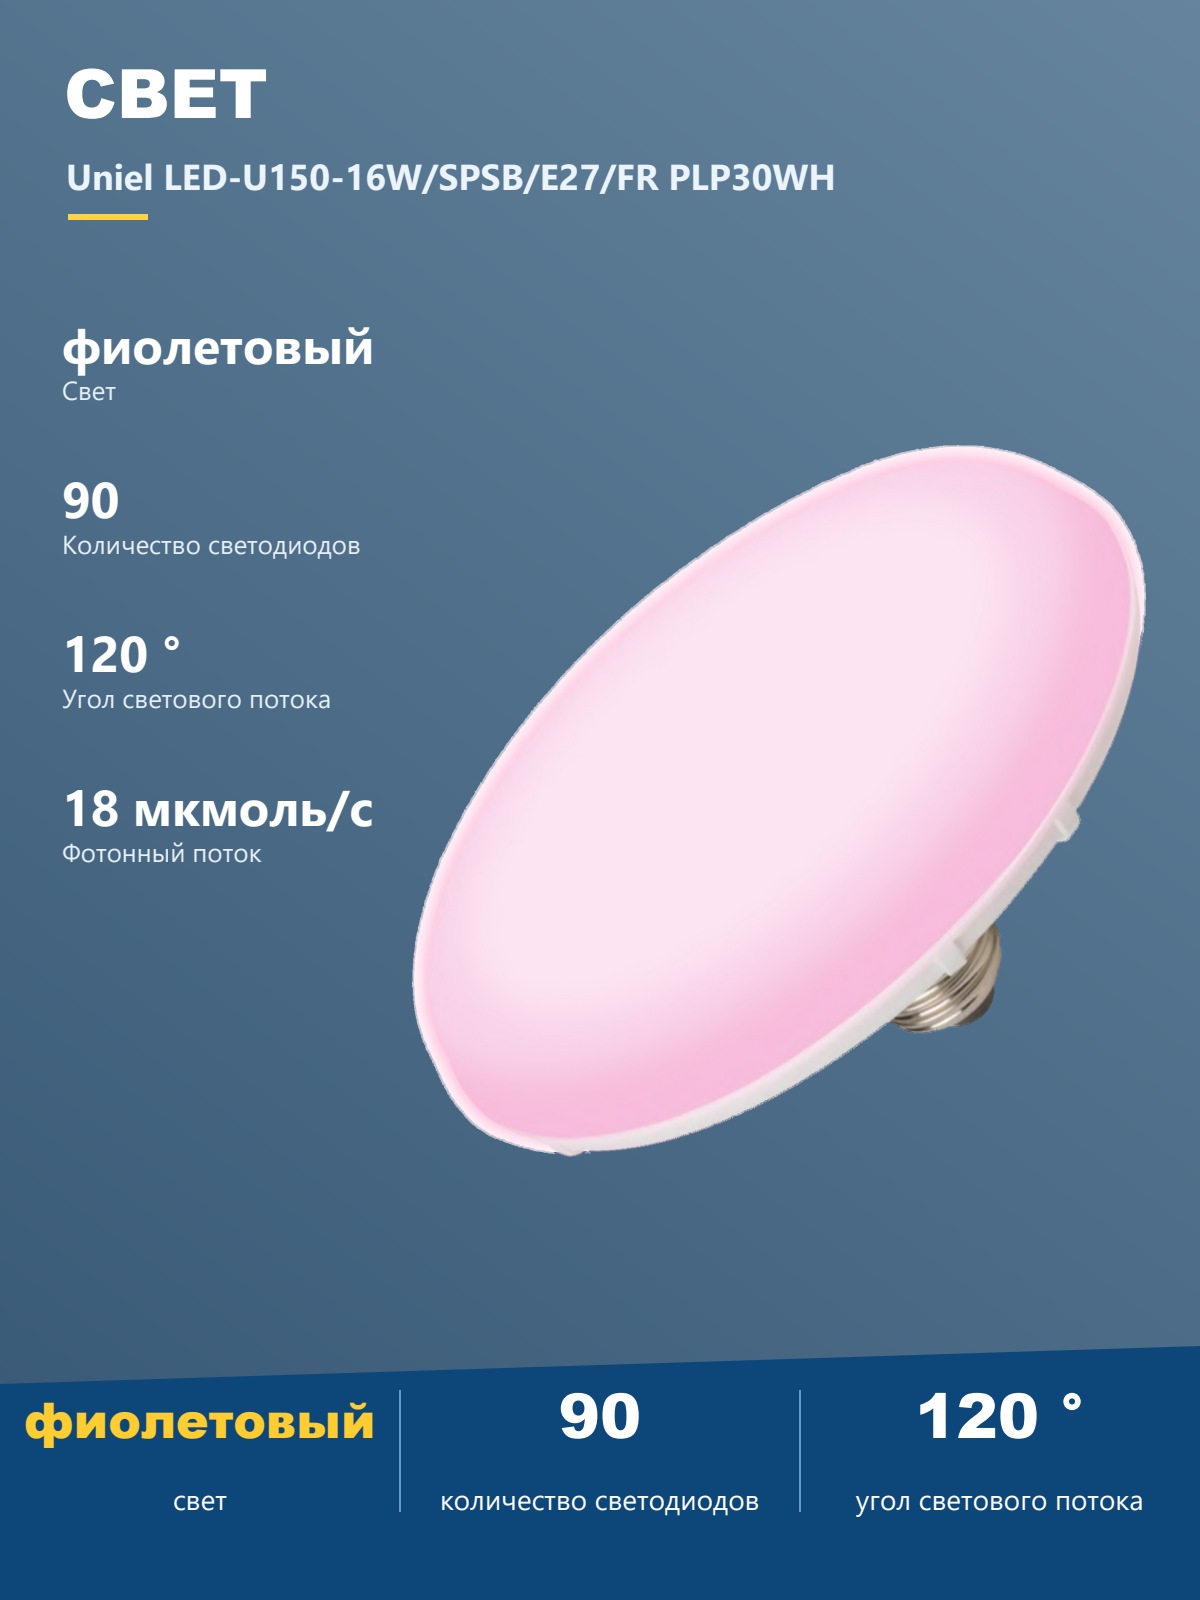 СВЕТ
Uniel LED-U150-16W/SPSB/E27/FR PLP30WH
фиолетовый
Свет
90
Количество светодиодов
120 °
Угол светового потока
18 мкмоль/с
Фотонный поток
фиолетовый
свет
90
количество светодиодов
120 °
угол светового потока